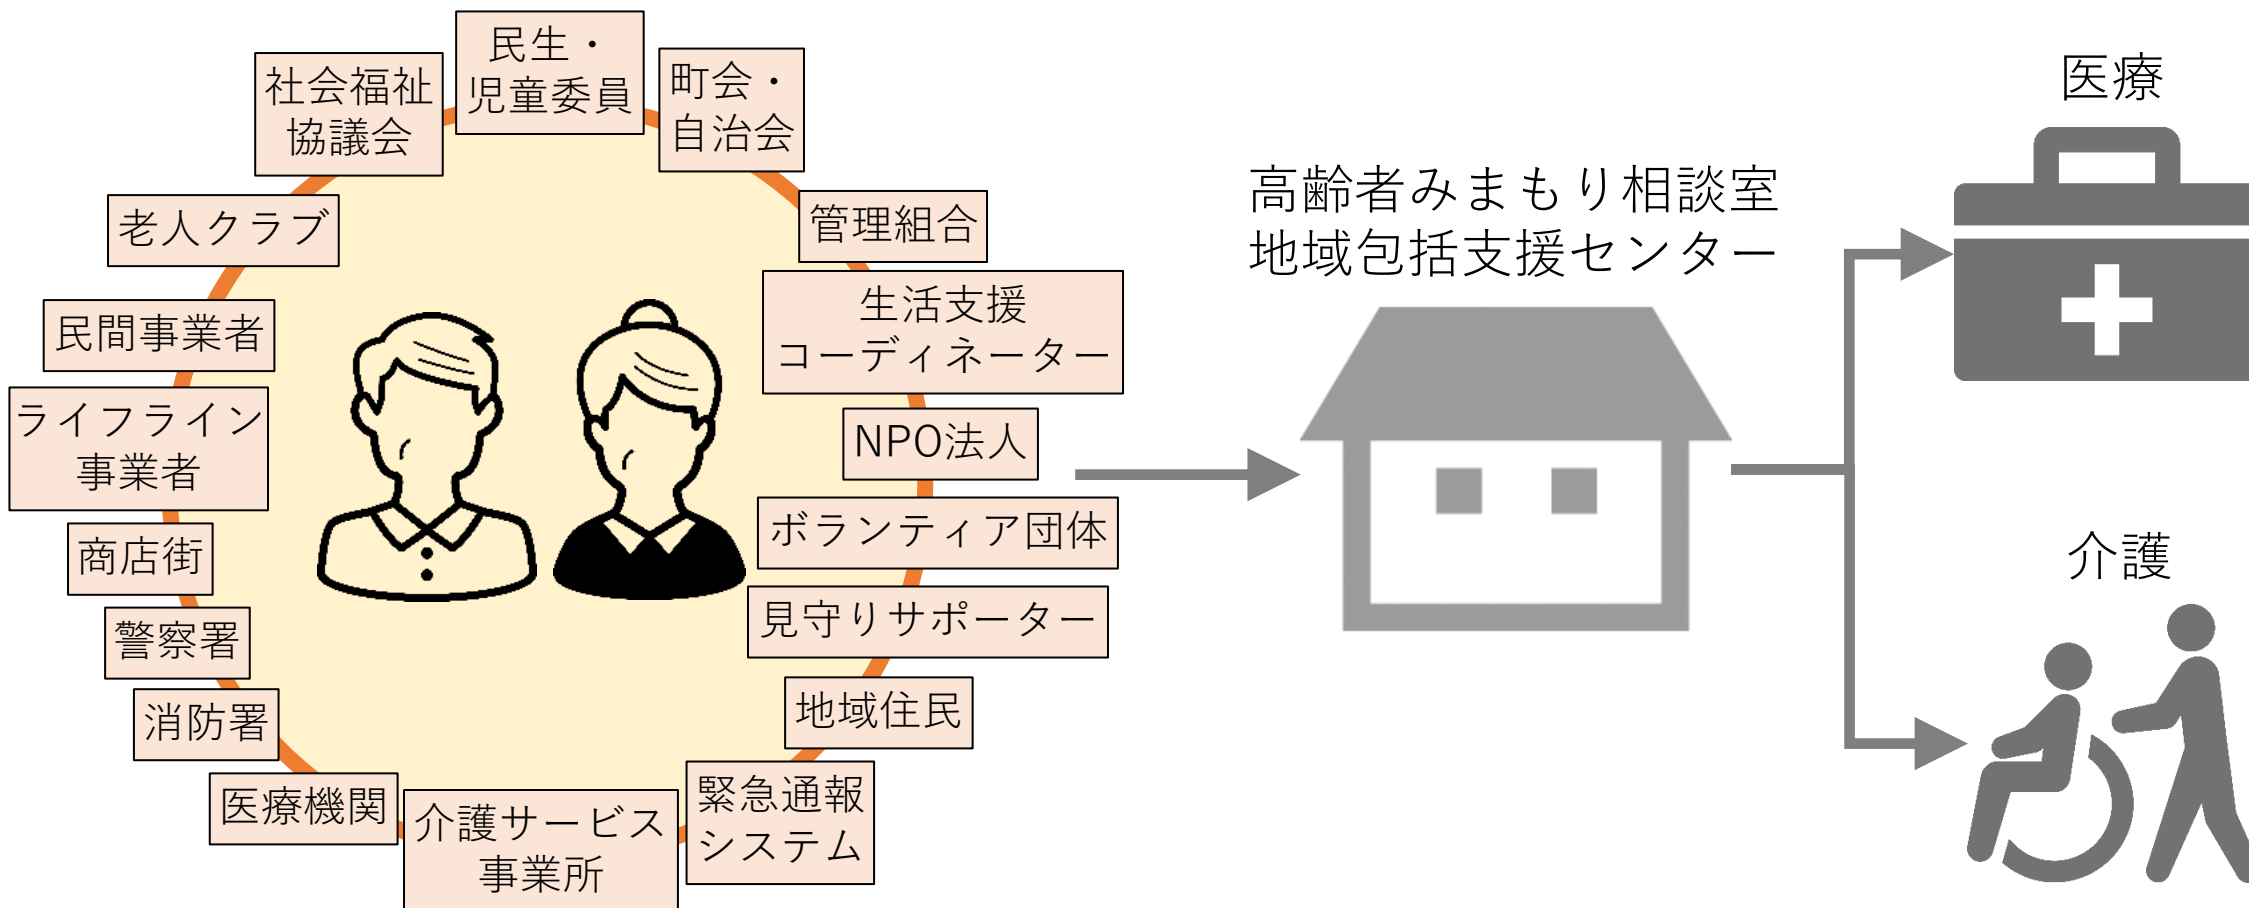 民生・
児童委員
町会・
自治会
管理組合
生活支援
コーディネーター
NPO法人
ボランティア団体
見守りサポーター
地域住民
緊急通報
システム
介護サービス
事業所
医療機関
消防署
警察署
商店街
ライフライン
事業者
民間事業者
老人クラブ
社会福祉
協議会
高齢者みまもり相談室
地域包括支援センター
医療
介護